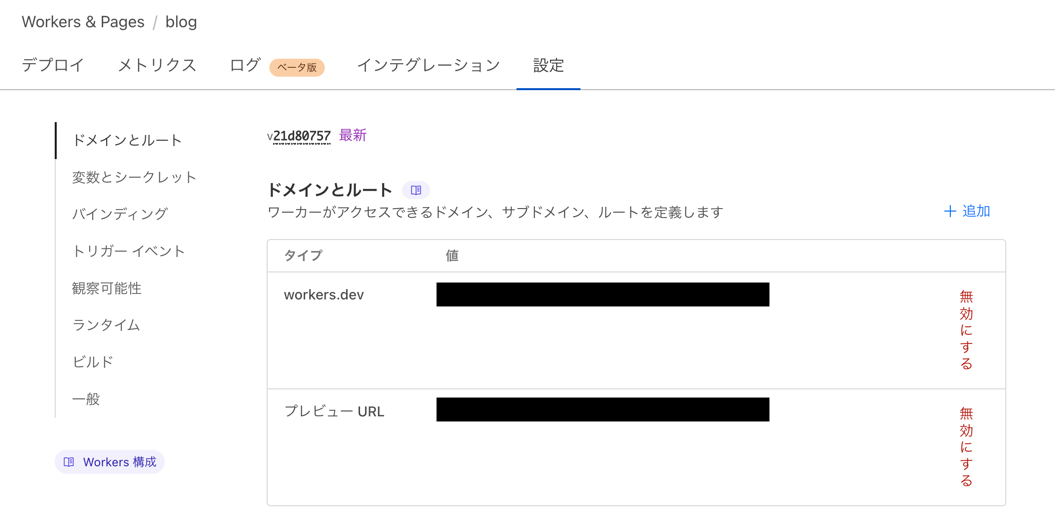 Workers & Pages / blog
デプロイ メトリクス ログ ベータ版 インテグレーション 設定
ドメインとルート
変数とシークレット
バインディング
トリガー イベント
観察可能性
ランタイム
ビルド
一般
Workers 構成
v21d80757 最新
ドメインとルート
ワーカーがアクセスできるドメイン、サブドメイン、ルートを定義します
+ 追加
タイプ 値
workers.dev 無効にする
プレビュー URL 無効にする